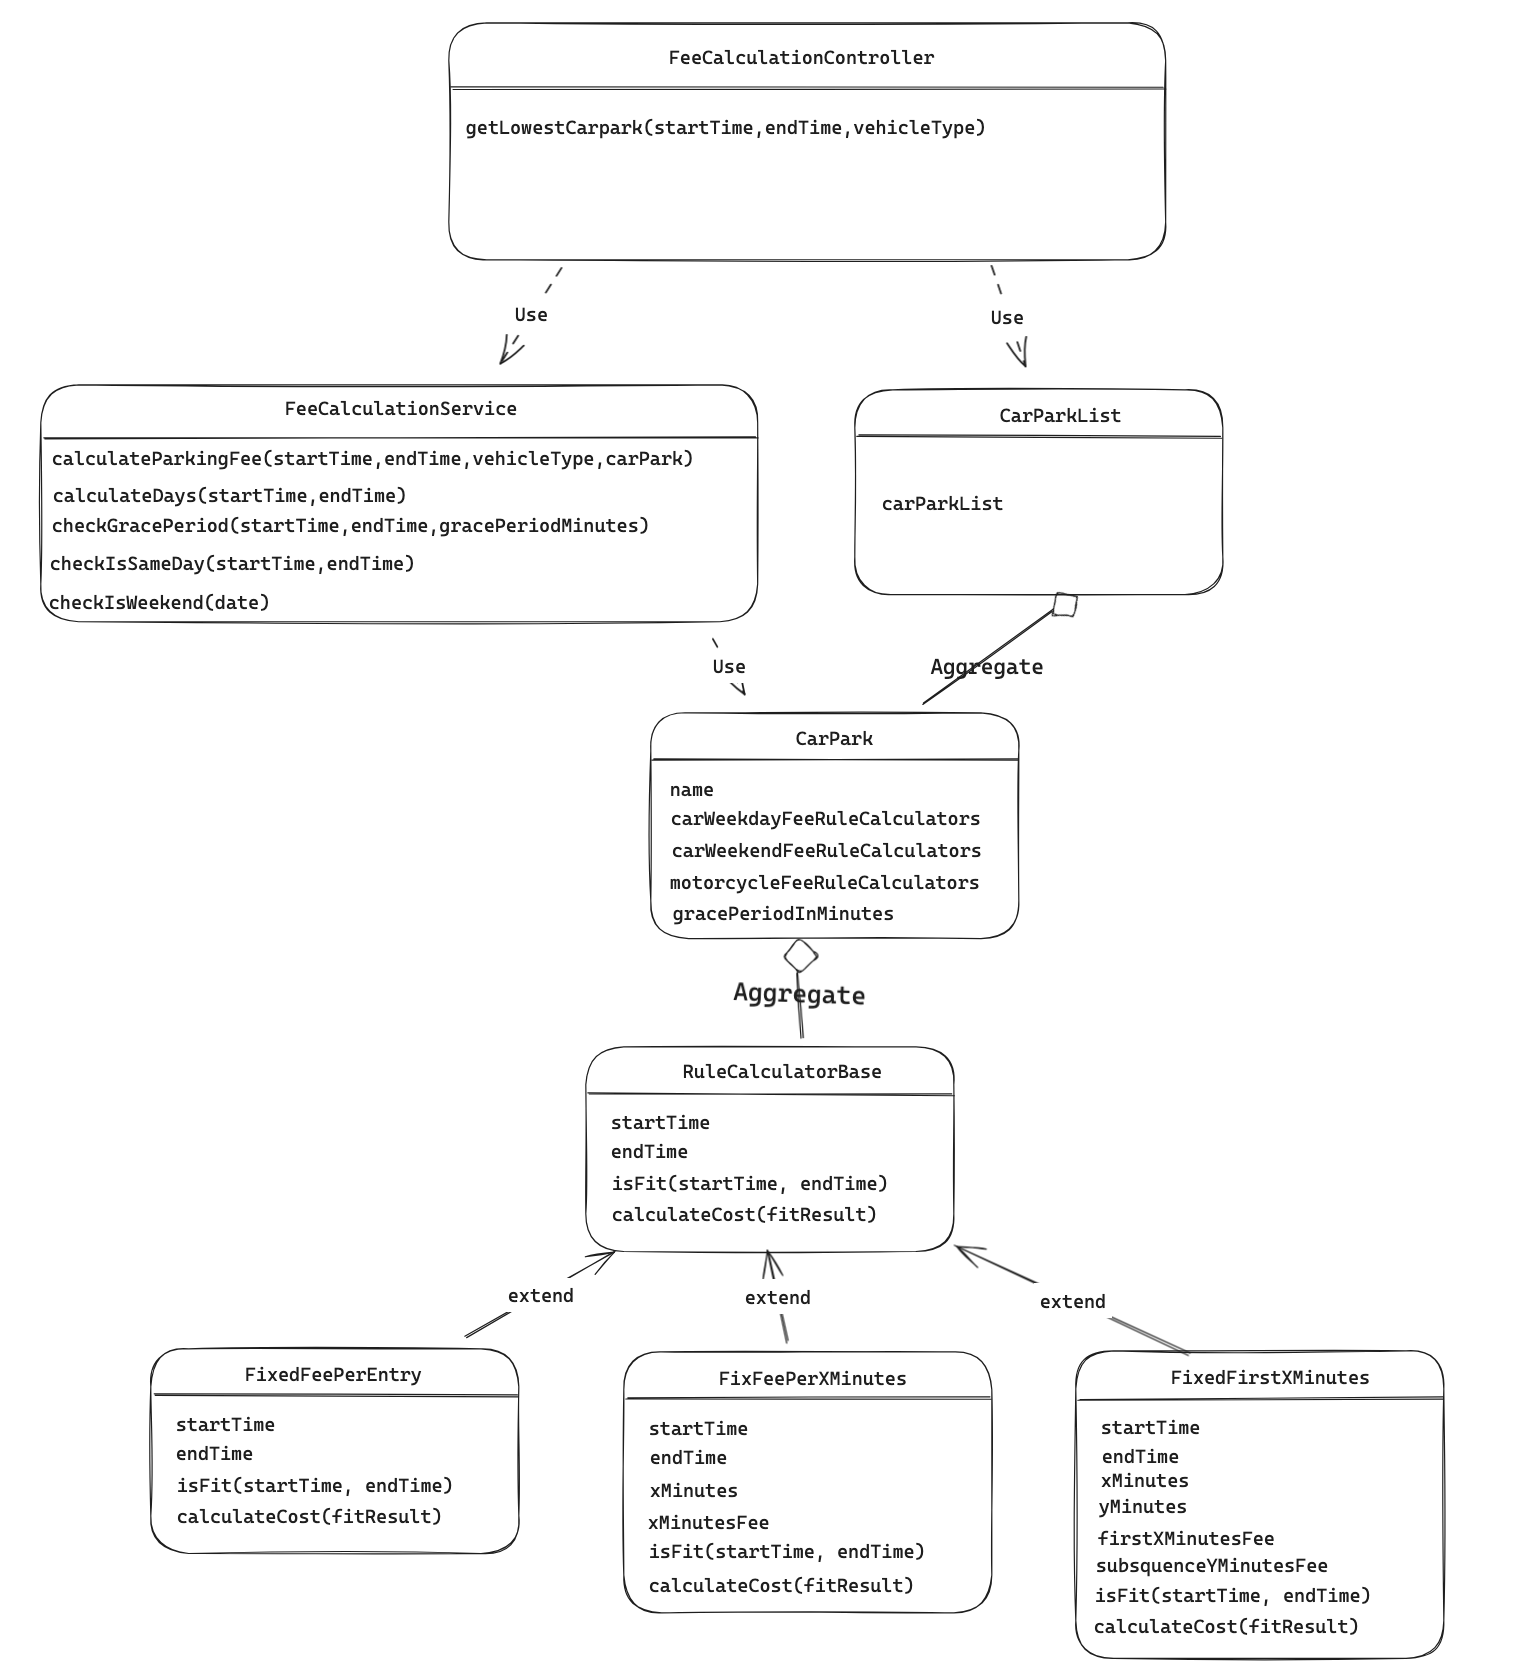 FeeCalculationController
getLowestCarpark(startTime,endTime,vehicleType)
Use
Use
FeeCalculationService
calculateParkingFee(startTime,endTime,vehicleType,carPark)
calculateDays(startTime,endTime)
checkGracePeriod(startTime,endTime,gracePeriodMinutes)
checkIsSameDay(startTime,endTime)
checkIsWeekend(date)
CarParkList
carParkList
Use
Aggregate
CarPark
name
carWeekdayFeeRuleCalculators
carWeekendFeeRuleCalculators
motorcycleFeeRuleCalculators
gracePeriodInMinutes
Aggregate
RuleCalculatorBase
startTime
endTime
isFit(startTime, endTime)
calculateCost(fitResult)
extend
extend
extend
FixedFeePerEntry
startTime
endTime
isFit(startTime, endTime)
calculateCost(fitResult)
FixFeePerXMinutes
startTime
endTime
xMinutes
xMinutesFee
isFit(startTime, endTime)
calculateCost(fitResult)
FixedFirstXMinutes
startTime
endTime
xMinutes
yMinutes
firstXMinutesFee
subsquenceYMinutesFee
isFit(startTime, endTime)
calculateCost(fitResult)